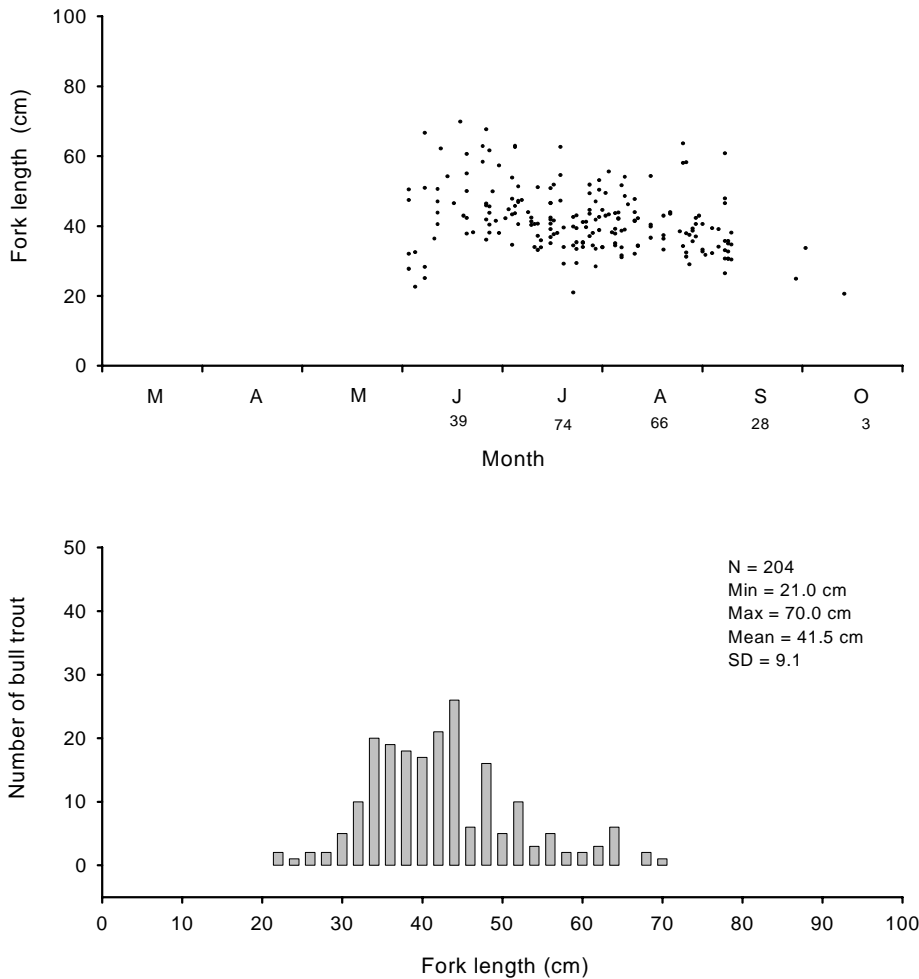 100
80
60
40
20
0
Fork length (cm)
M A M J J A S O
39 74 66 28 3
Month
50
40
30
20
10
0
Number of bull trout
N = 204
Min = 21.0 cm
Max = 70.0 cm
Mean = 41.5 cm
SD = 9.1
0 10 20 30 40 50 60 70 80 90 100
Fork length (cm)